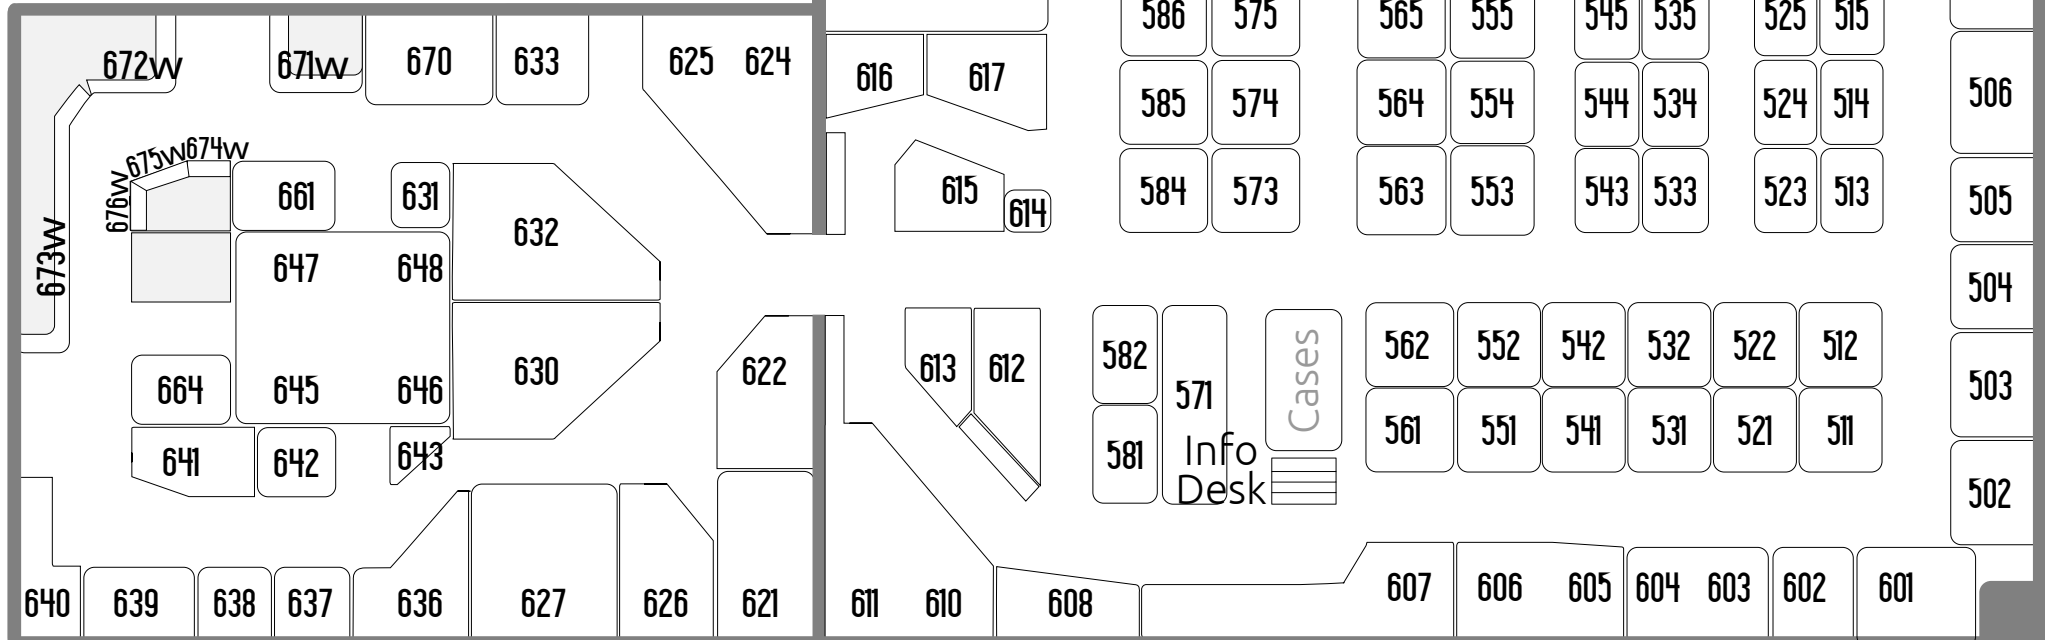 586 575 565 555 545 535 525 515
672W 671W 670 633 625 624 616 617
585 574 564 554 544 534 524 514 506
675W 674W
676W 661 631 615 614 584 573 563 553 543 533 523 513 505
673W 632
647 648 504
582 562 552 542 532 522 512
664 645 646 630 622 613 612 571 Cases 503
641 642 643 581 561 551 541 531 521 511
Info
Desk 502
640 639 638 637 636 627 626 621 611 610 608 607 606 605 604 603 602 601